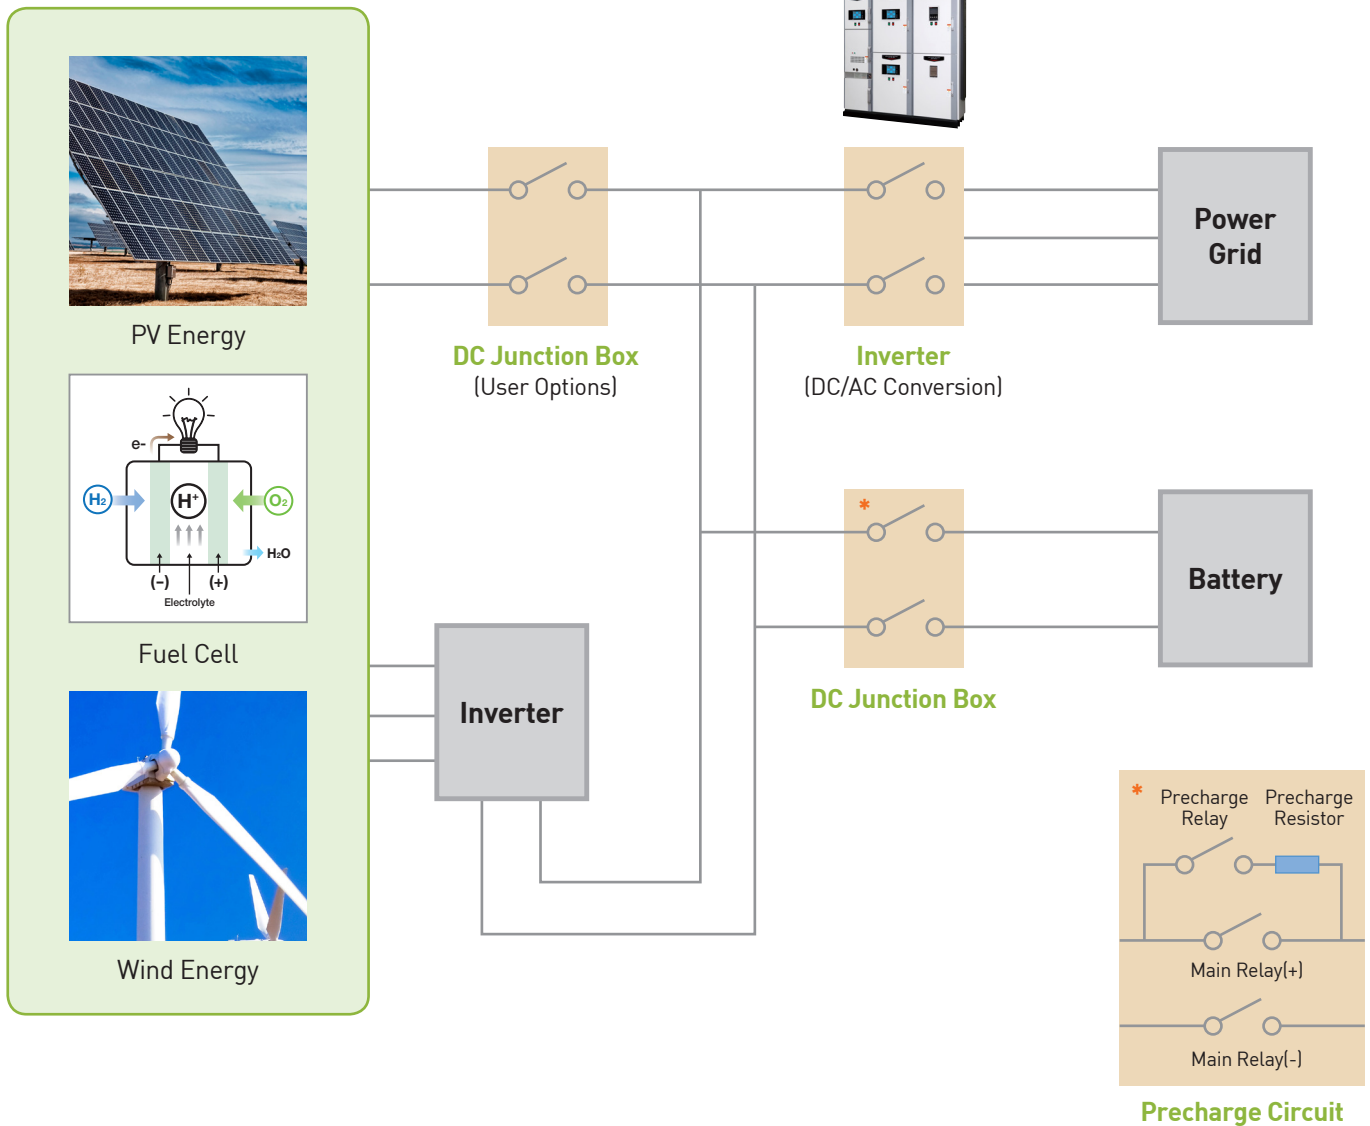 PV Energy
e-
H₂
H⁺
O₂
H₂O
(−)
(+)
Electrolyte
Fuel Cell
Wind Energy
DC Junction Box
(User Options)
Inverter
(DC/AC Conversion)
Power
Grid
*
Battery
DC Junction Box
Inverter
* Precharge
Relay
Precharge
Resistor
Main Relay(+)
Main Relay(-)
Precharge Circuit